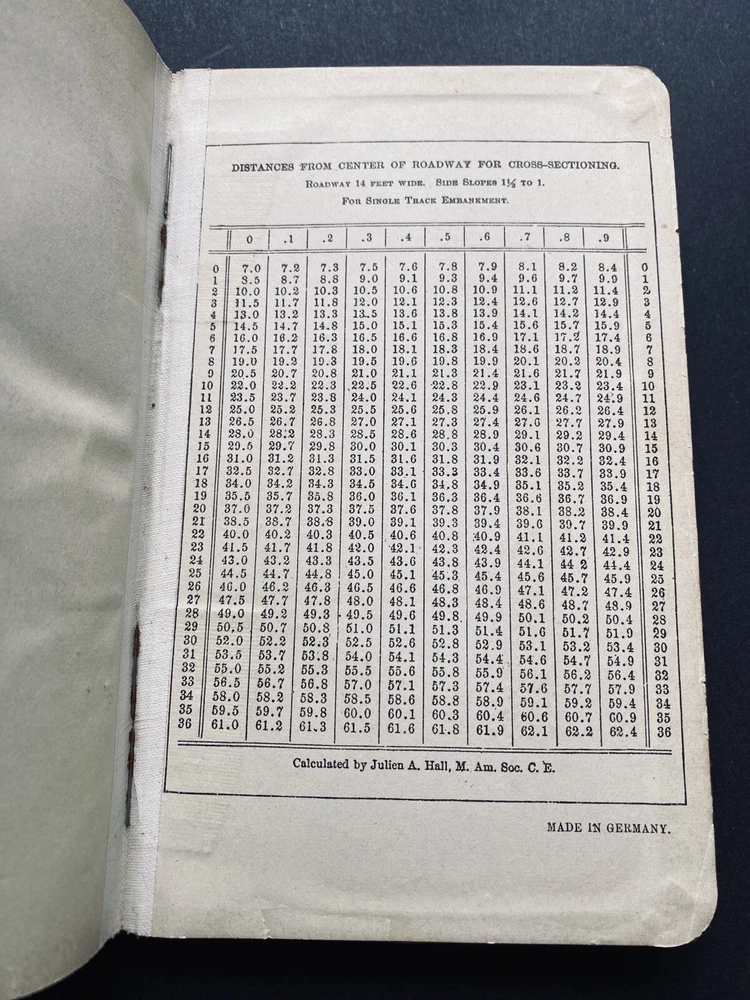 DISTANCES FROM CENTER OF ROADWAY FOR CROSS-SECTIONING.
ROADWAY 14 FEET WIDE. SIDE SLOPES 1½ TO 1.
FOR SINGLE TRACK EMBANKMENT.
0 .1 .2 .3 .4 .5 .6 .7 .8 .9
0 7.0 7.2 7.3 7.5 7.6 7.8 7.9 8.1 8.2 8.4 0
1 8.5 8.7 8.8 9.0 9.1 9.3 9.4 9.6 9.7 9.9 1
2 10.0 10.2 10.3 10.5 10.6 10.8 10.9 11.1 11.2 11.4 2
3 11.5 11.7 11.8 12.0 12.1 12.3 12.4 12.6 12.7 12.9 3
4 13.0 13.2 13.3 13.5 13.6 13.8 13.9 14.1 14.2 14.4 4
5 14.5 14.7 14.8 15.0 15.1 15.3 15.4 15.6 15.7 15.9 5
6 16.0 16.2 16.3 16.5 16.6 16.8 16.9 17.1 17.2 17.4 6
7 17.5 17.7 17.8 18.0 18.1 18.3 18.4 18.6 18.7 18.9 7
8 19.0 19.2 19.3 19.5 19.6 19.8 19.9 20.1 20.2 20.4 8
9 20.5 20.7 20.8 21.0 21.1 21.3 21.4 21.6 21.7 21.9 9
10 22.0 22.2 22.3 22.5 22.6 22.8 22.9 23.1 23.2 23.4 10
11 23.5 23.7 23.8 24.0 24.1 24.3 24.4 24.6 24.7 24.9 11
12 25.0 25.2 25.3 25.5 25.6 25.8 25.9 26.1 26.2 26.4 12
13 26.5 26.7 26.8 27.0 27.1 27.3 27.4 27.6 27.7 27.9 13
14 28.0 28.2 28.3 28.5 28.6 28.8 28.9 29.1 29.2 29.4 14
15 29.5 29.7 29.8 30.0 30.1 30.3 30.4 30.6 30.7 30.9 15
16 31.0 31.2 31.3 31.5 31.6 31.8 31.9 32.1 32.2 32.4 16
17 32.5 32.7 32.8 33.0 33.1 33.3 33.4 33.6 33.7 33.9 17
18 34.0 34.2 34.3 34.5 34.6 34.8 34.9 35.1 35.2 35.4 18
19 35.5 35.7 35.8 36.0 36.1 36.3 36.4 36.6 36.7 36.9 19
20 37.0 37.2 37.3 37.5 37.6 37.8 37.9 38.1 38.2 38.4 20
21 38.5 38.7 38.8 39.0 39.1 39.3 39.4 39.6 39.7 39.9 21
22 40.0 40.2 40.3 40.5 40.6 40.8 40.9 41.1 41.2 41.4 22
23 41.5 41.7 41.8 42.0 42.1 42.3 42.4 42.6 42.7 42.9 23
24 43.0 43.2 43.3 43.5 43.6 43.8 43.9 44.1 44 2 44.4 24
25 44.5 44.7 44.8 45.0 45.1 45.3 45.4 45.6 45.7 45.9 25
26 46.0 46.2 46.3 46.5 46.6 46.8 46.9 47.1 47.2 47.4 26
27 47.5 47.7 47.8 48.0 48.1 48.3 48.4 48.6 48.7 48.9 27
28 49.0 49.2 49.3 49.5 49.6 49.8 49.9 50.1 50.2 50.4 28
29 50.5 50.7 50.8 51.0 51.1 51.3 51.4 51.6 51.7 51.9 29
30 52.0 52.2 52.3 52.5 52.6 52.8 52.9 53.1 53.2 53.4 30
31 53.5 53.7 53.8 54.0 54.1 54.3 54.4 54.6 54.7 54.9 31
32 55.0 55.2 55.3 55.5 55.6 55.8 55.9 56.1 56.2 56.4 32
33 56.5 56.7 56.8 57.0 57.1 57.3 57.4 57.6 57.7 57.9 33
34 58.0 58.2 58.3 58.5 58.6 58.8 58.9 59.1 59.2 59.4 34
35 59.5 59.7 59.8 60.0 60.1 60.3 60.4 60.6 60.7 60.9 35
36 61.0 61.2 61.3 61.5 61.6 61.8 61.9 62.1 62.2 62.4 36
Calculated by Julien A. Hall, M. Am. Soc. C. E.
MADE IN GERMANY.